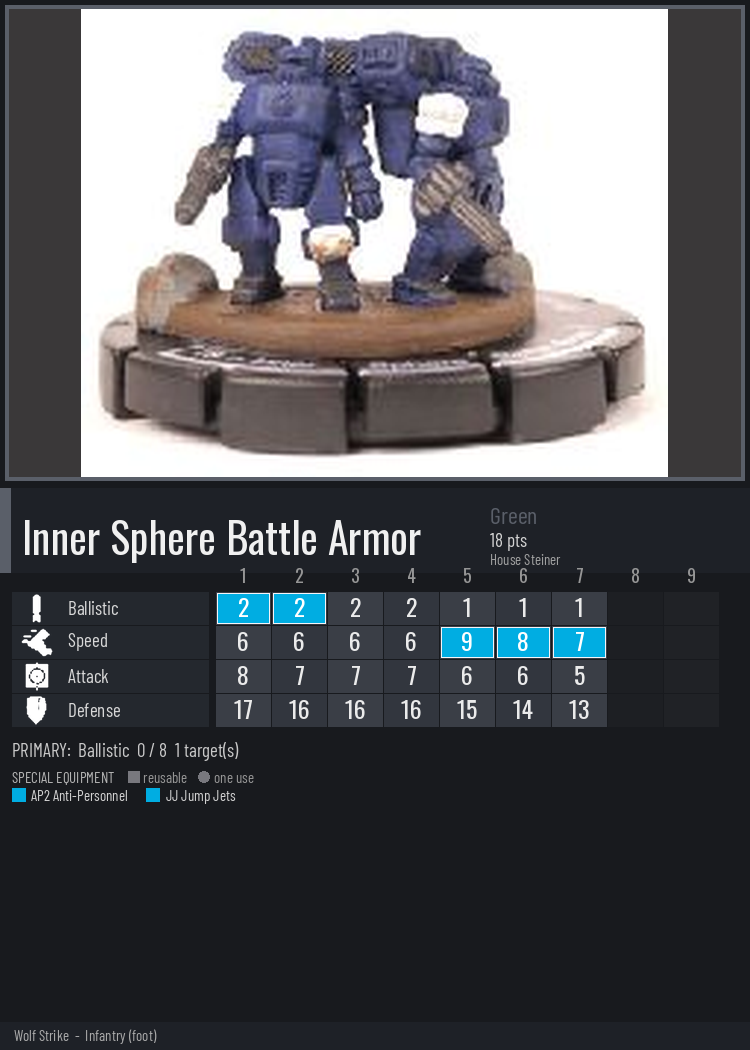 Inner Sphere Battle Armor
Green
18 pts
House Steiner
1 2 3 4 5 6 7 8 9
Ballistic 2 2 2 2 1 1 1
Speed 6 6 6 6 9 8 7
Attack 8 7 7 7 6 6 5
Defense 17 16 16 16 15 14 13
PRIMARY: Ballistic 0 / 8 1 target(s)
SPECIAL EQUIPMENT reusable one use
AP2 Anti-Personnel JJ Jump Jets
Wolf Strike - Infantry (foot)